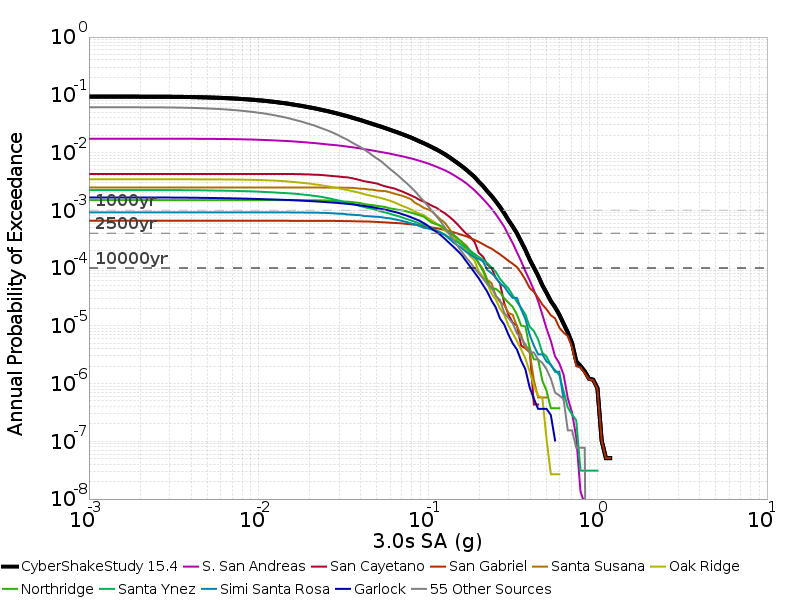 10^0
10^-1
10^-2
10^-3
10^-4
10^-5
10^-6
10^-7
10^-8
Annual Probability of Exceedance
1000yr
2500yr
10000yr
10^-3 10^-2 10^-1 10^0 10^1
3.0s SA (g)
CyberShakeStudy 15.4 S. San Andreas San Cayetano San Gabriel Santa Susana Oak Ridge
Northridge Santa Ynez Simi Santa Rosa Garlock 55 Other Sources